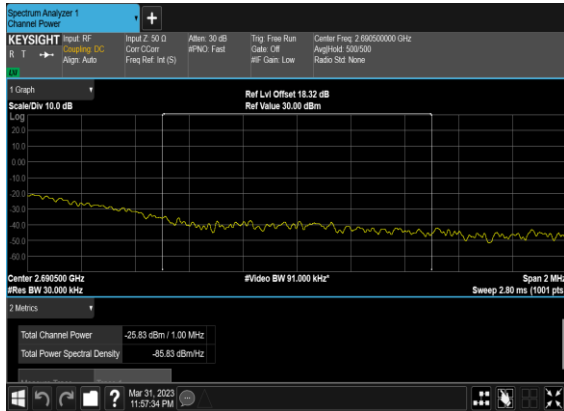 Spectrum Analyzer 1
Channel Power
+
KEYSIGHT Input: RF Input Z: 50 Ω Atten: 30 dB Trig: Free Run Center Freq: 2.690500000 GHz
R T Coupling: DC Corr CCorr #PNO: Fast Gate: Off Avg|Hold: 500/500
Align: Auto Freq Ref: Int (S) #IF Gain: Low Radio Std: None
1 Graph
Ref Lvl Offset 18.32 dB
Scale/Div 10.0 dB Ref Value 30.00 dBm
Log
20.0
10.0
0.00
-10.0
-20.0
-30.0
-40.0
-50.0
-60.0
Center 2.690500 GHz #Video BW 91.000 kHz* Span 2 MHz
#Res BW 30.000 kHz Sweep 2.80 ms (1001 pts
2 Metrics
Total Channel Power -25.83 dBm / 1.00 MHz
Total Power Spectral Density -85.83 dBm/Hz
? Mar 31, 2023
11:57:34 PM